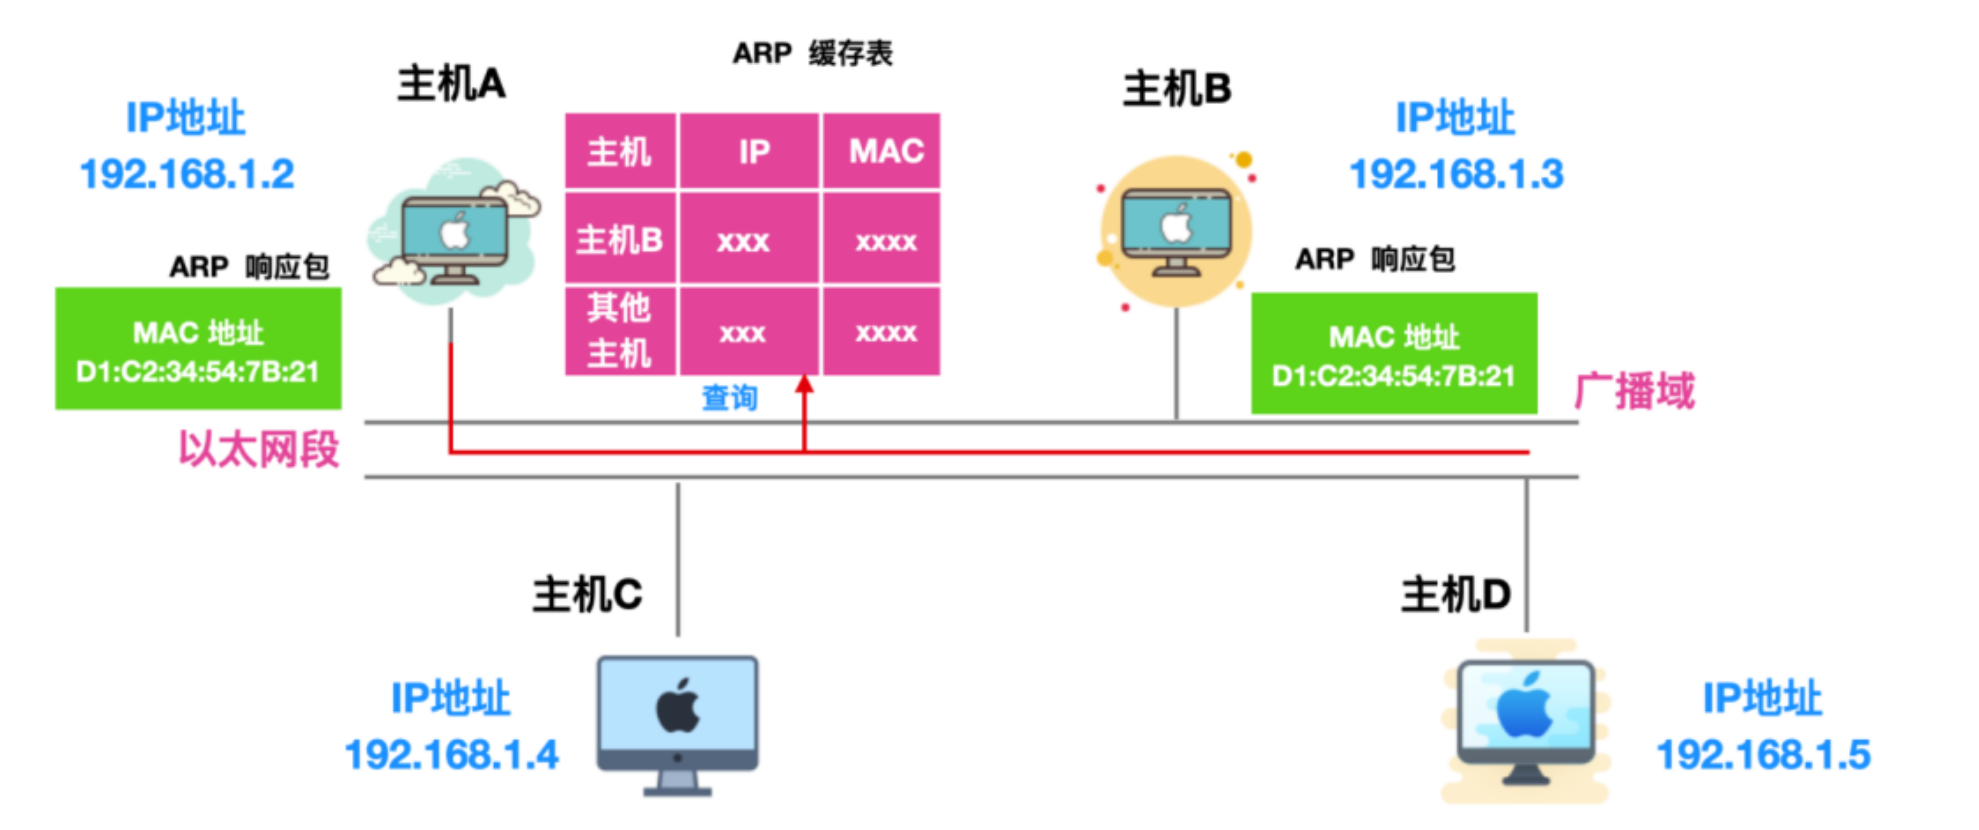 ARP 缓存表
主机A
主机B
IP地址
192.168.1.2
IP地址
192.168.1.3
主机 IP MAC
主机B xxx xxxx
其他
主机 xxx xxxx
ARP 响应包
MAC 地址
D1:C2:34:54:7B:21
ARP 响应包
MAC 地址
D1:C2:34:54:7B:21
查询
广播域
以太网段
主机C
主机D
IP地址
192.168.1.4
IP地址
192.168.1.5